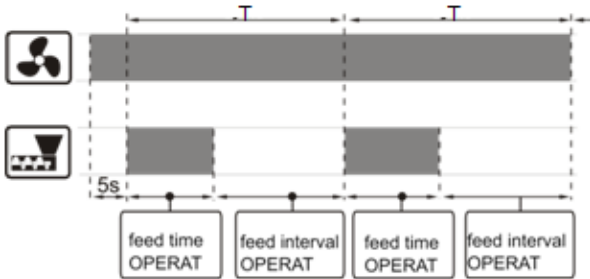 T
T
5s
feed time
OPERAT
feed interval
OPERAT
feed time
OPERAT
feed interval
OPERAT